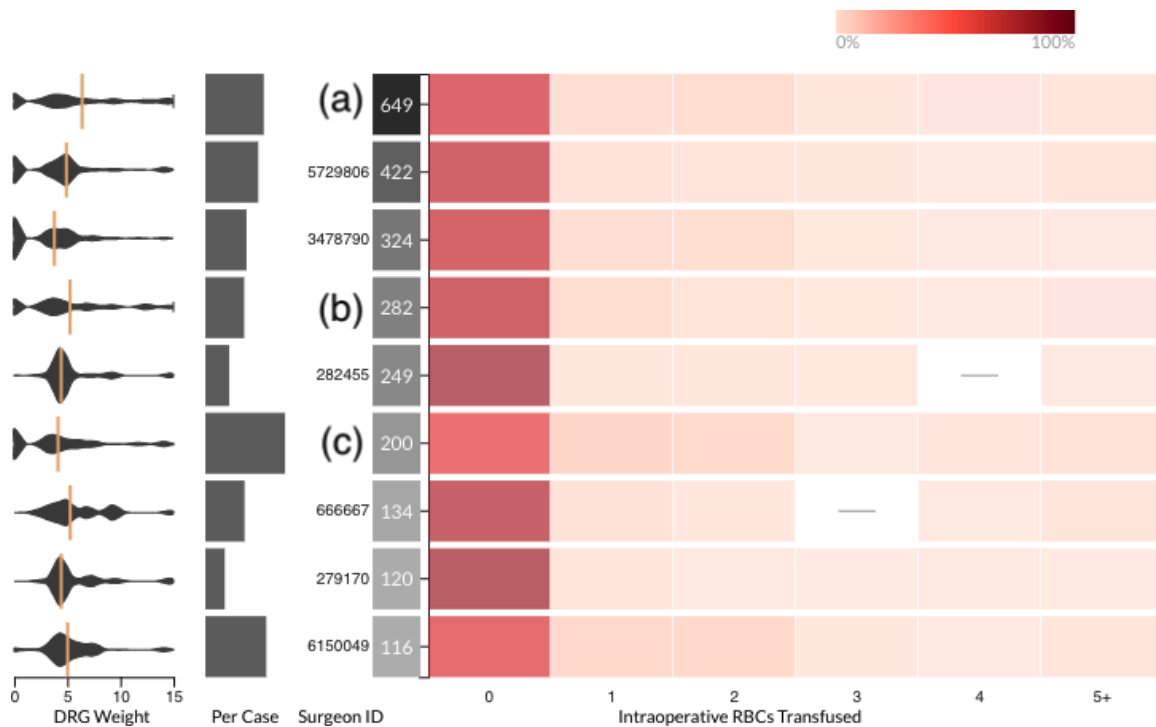 0% 100%
(a) 649
5729806 422
3478790 324
(b) 282
282455 249
(c) 200
666667 134
279170 120
6150049 116
0 5 10 15 0 1 2 3 4 5+
DRG Weight Per Case Surgeon ID Intraoperative RBCs Transfused